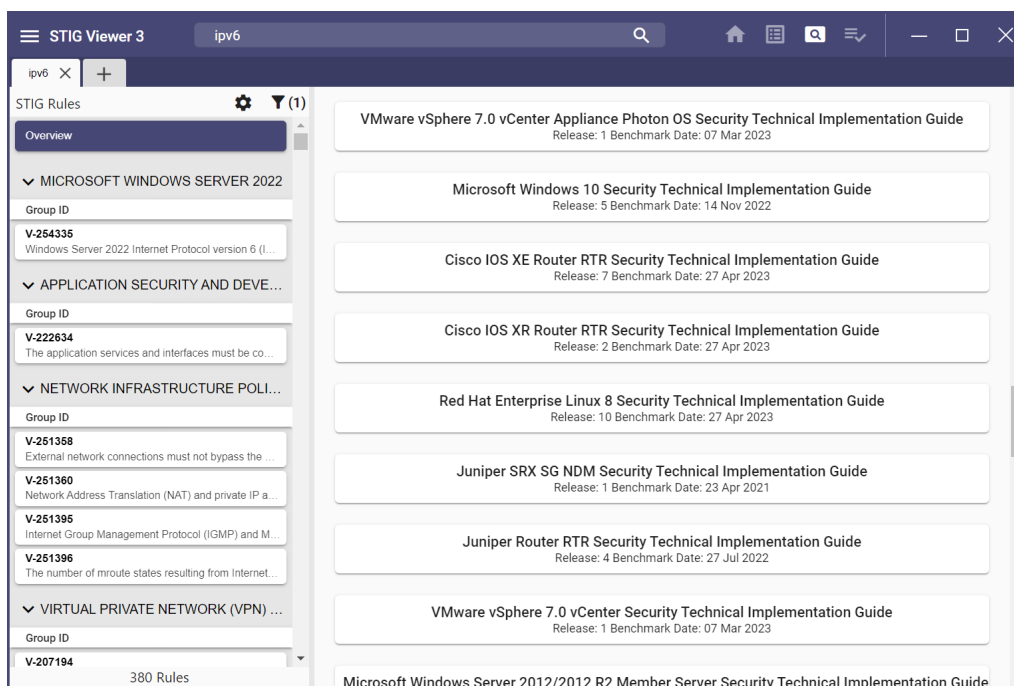 STIG Viewer 3
ipv6
ipv6
STIG Rules
(1)
Overview
MICROSOFT WINDOWS SERVER 2022
Group ID
V-254335
Windows Server 2022 Internet Protocol version 6 (I...
APPLICATION SECURITY AND DEVE...
Group ID
V-222634
The application services and interfaces must be co...
NETWORK INFRASTRUCTURE POLI...
Group ID
V-251358
External network connections must not bypass the ...
V-251360
Network Address Translation (NAT) and private IP a...
V-251395
Internet Group Management Protocol (IGMP) and M...
V-251396
The number of mroute states resulting from Internet...
VIRTUAL PRIVATE NETWORK (VPN) ...
Group ID
V-207194
380 Rules
VMware vSphere 7.0 vCenter Appliance Photon OS Security Technical Implementation Guide
Release: 1 Benchmark Date: 07 Mar 2023
Microsoft Windows 10 Security Technical Implementation Guide
Release: 5 Benchmark Date: 14 Nov 2022
Cisco IOS XE Router RTR Security Technical Implementation Guide
Release: 7 Benchmark Date: 27 Apr 2023
Cisco IOS XR Router RTR Security Technical Implementation Guide
Release: 2 Benchmark Date: 27 Apr 2023
Red Hat Enterprise Linux 8 Security Technical Implementation Guide
Release: 10 Benchmark Date: 27 Apr 2023
Juniper SRX SG NDM Security Technical Implementation Guide
Release: 1 Benchmark Date: 23 Apr 2021
Juniper Router RTR Security Technical Implementation Guide
Release: 4 Benchmark Date: 27 Jul 2022
VMware vSphere 7.0 vCenter Security Technical Implementation Guide
Release: 1 Benchmark Date: 07 Mar 2023
Microsoft Windows Server 2012/2012 R2 Member Server Security Technical Implementation Guide